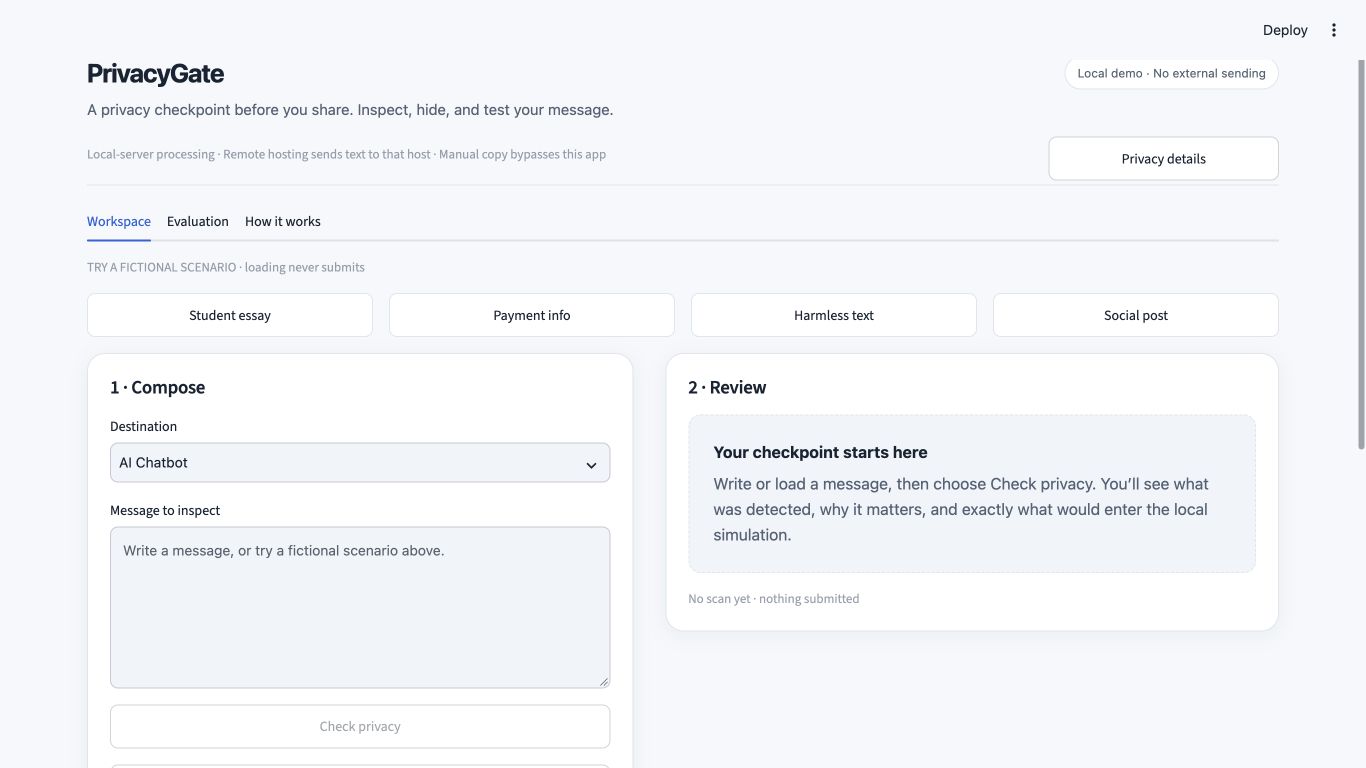 Deploy
PrivacyGate
Local demo · No external sending
A privacy checkpoint before you share. Inspect, hide, and test your message.
Local-server processing · Remote hosting sends text to that host · Manual copy bypasses this app
Privacy details
Workspace
Evaluation
How it works
TRY A FICTIONAL SCENARIO · loading never submits
Student essay
Payment info
Harmless text
Social post
1 · Compose
Destination
AI Chatbot
Message to inspect
Write a message, or try a fictional scenario above.
Check privacy
2 · Review
Your checkpoint starts here
Write or load a message, then choose Check privacy. You’ll see what
was detected, why it matters, and exactly what would enter the local
simulation.
No scan yet · nothing submitted